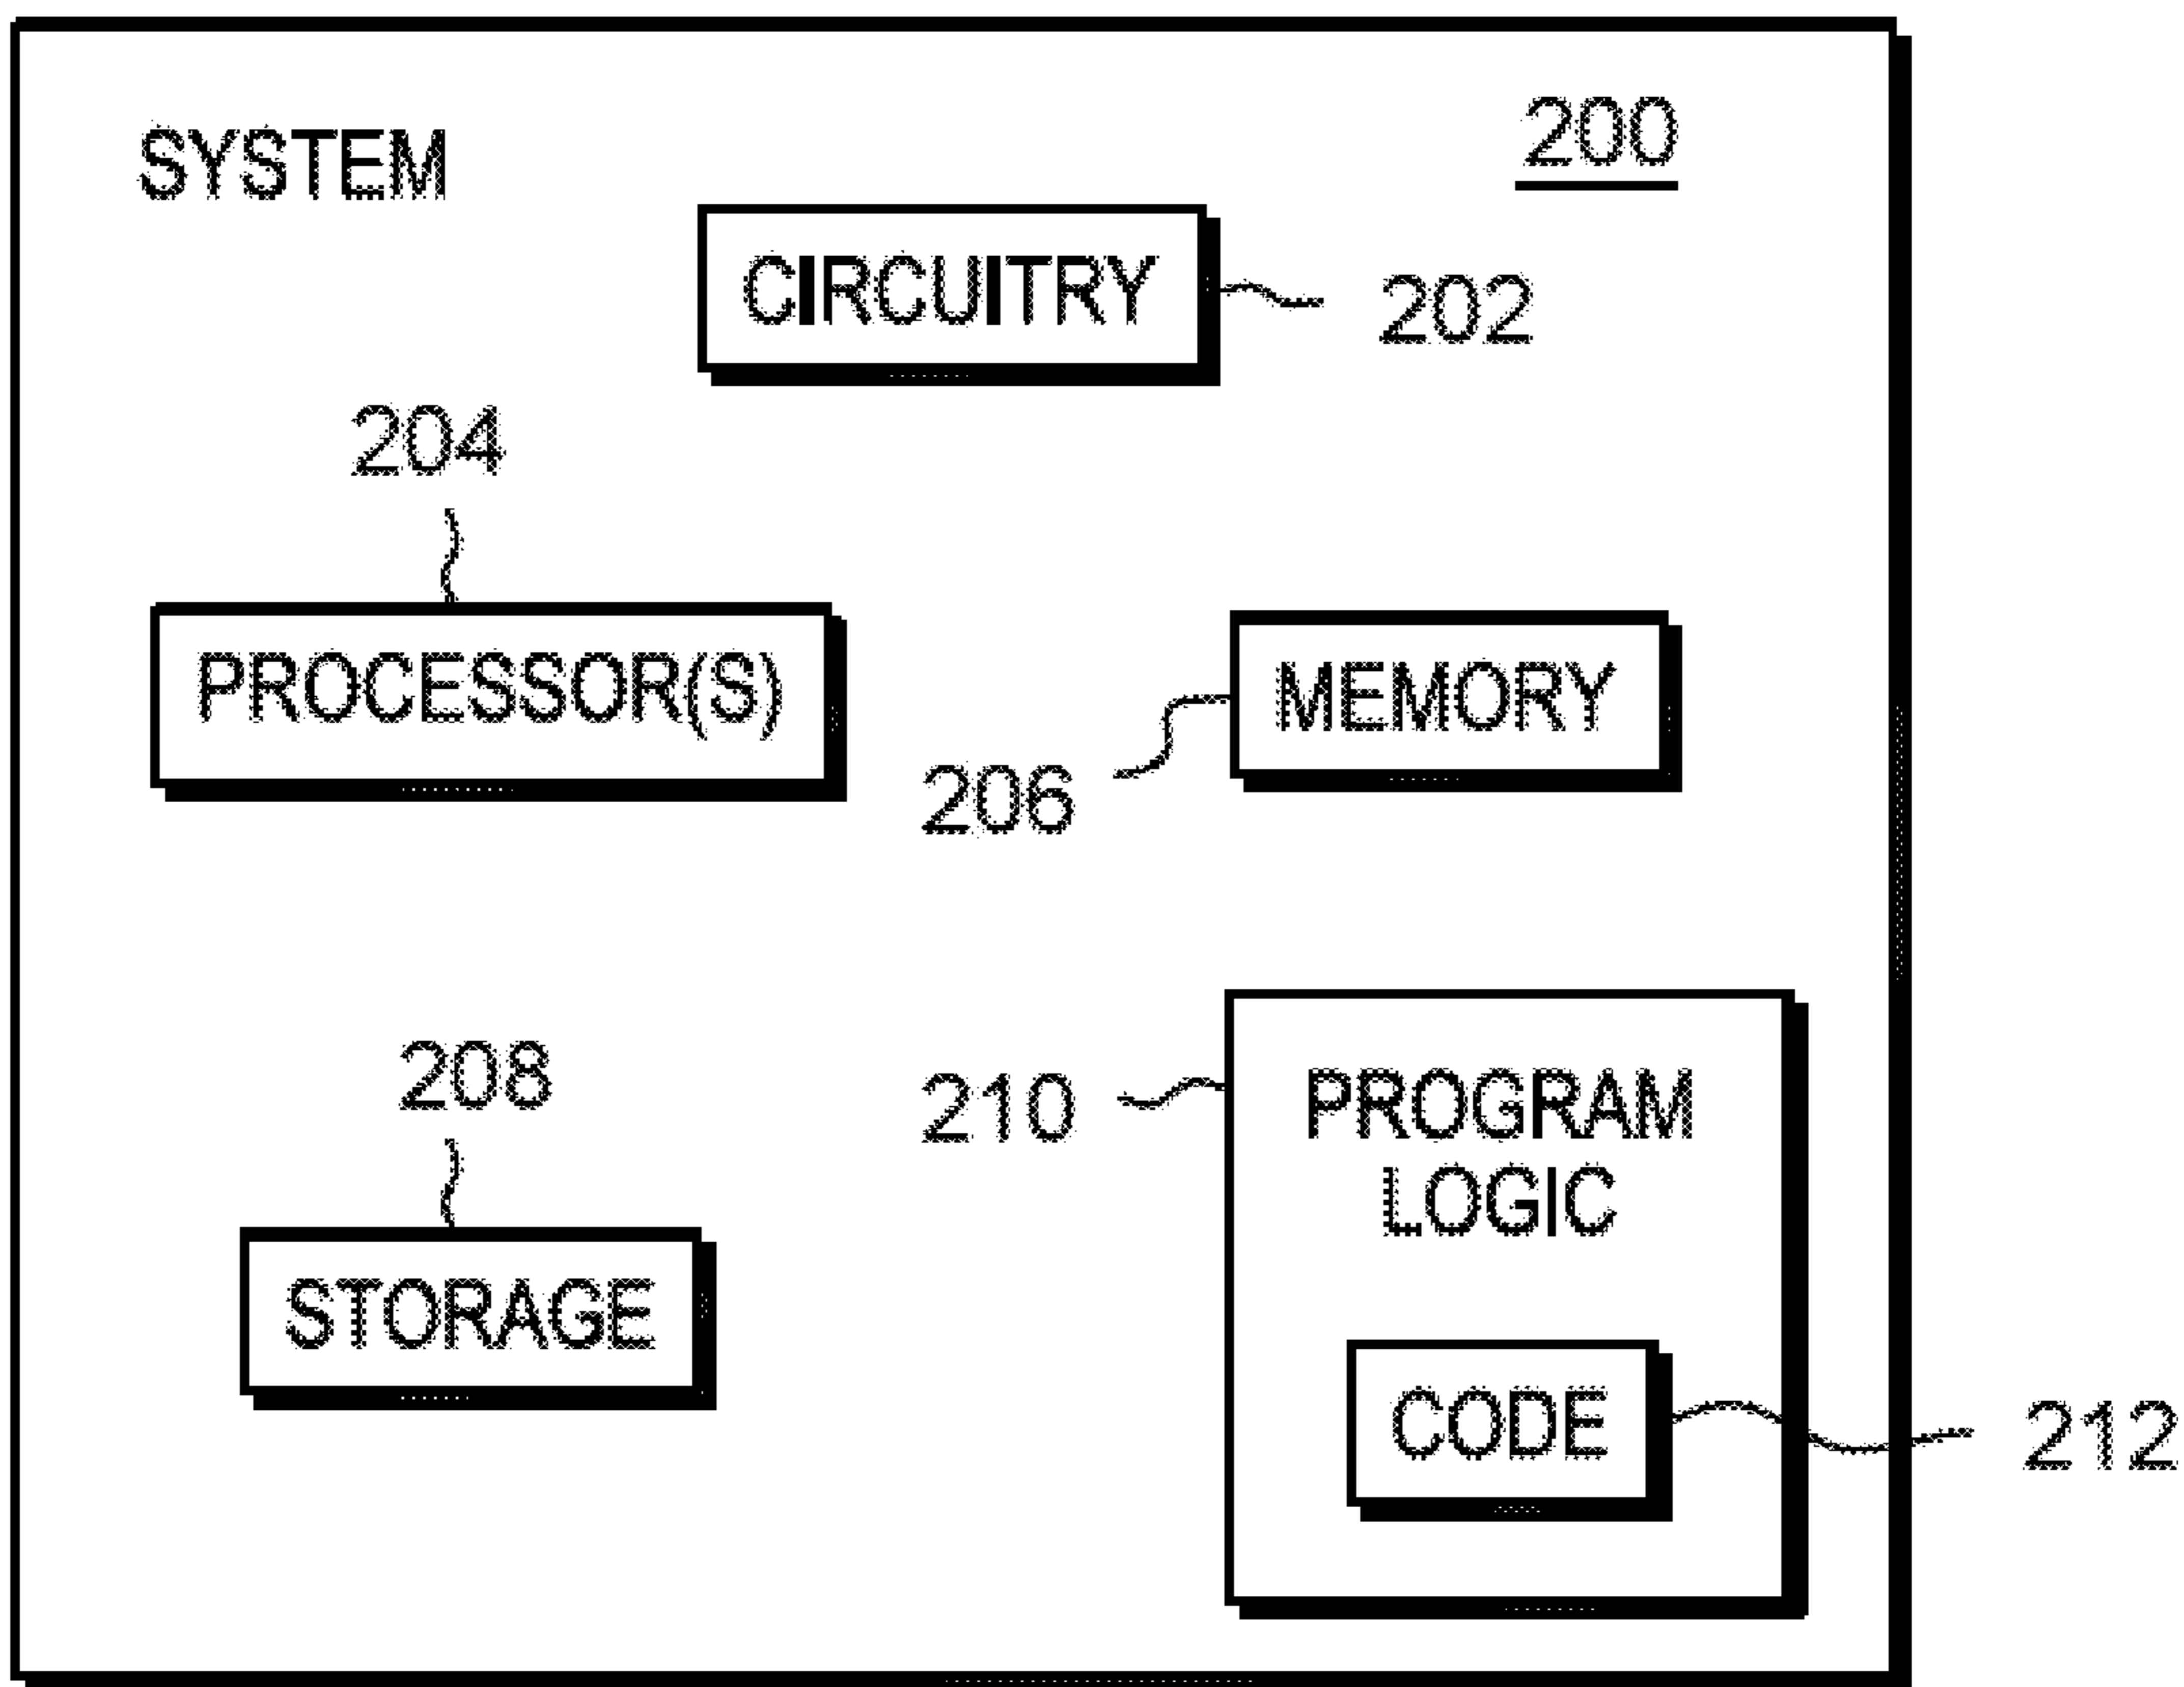 SYSTEM
200
CIRCUITRY
202
204
PROCESSOR(S)
MEMORY
206
208
STORAGE
210
PROGRAM
LOGIC
CODE
212